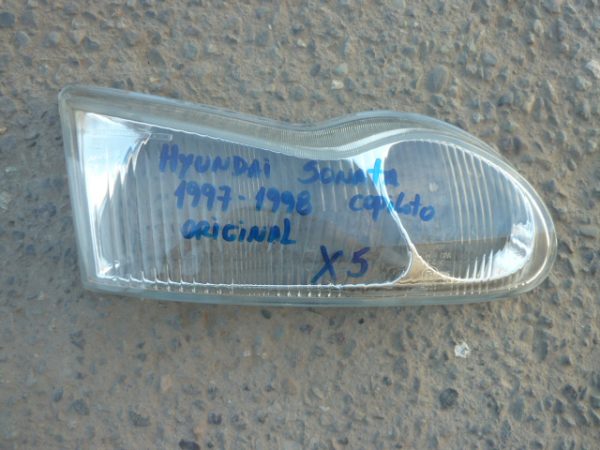 HYUNDAI SONATA
1997-1998 copiloto
ORIGINAL
X5